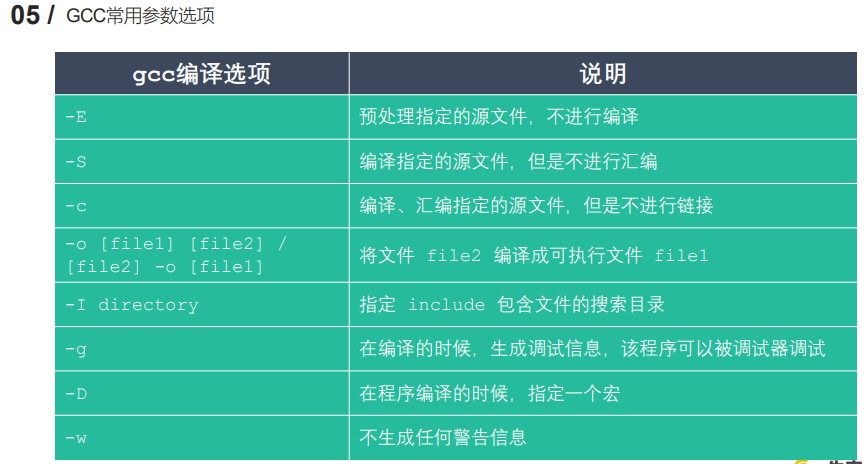 05 / GCC常用参数选项
gcc编译选项 说明
-E 预处理指定的源文件，不进行编译
-S 编译指定的源文件，但是不进行汇编
-c 编译、汇编指定的源文件，但是不进行链接
-o [file1] [file2] /
[file2] -o [file1] 将文件 file2 编译成可执行文件 file1
-I directory 指定 include 包含文件的搜索目录
-g 在编译的时候，生成调试信息，该程序可以被调试器调试
-D 在程序编译的时候，指定一个宏
-w 不生成任何警告信息